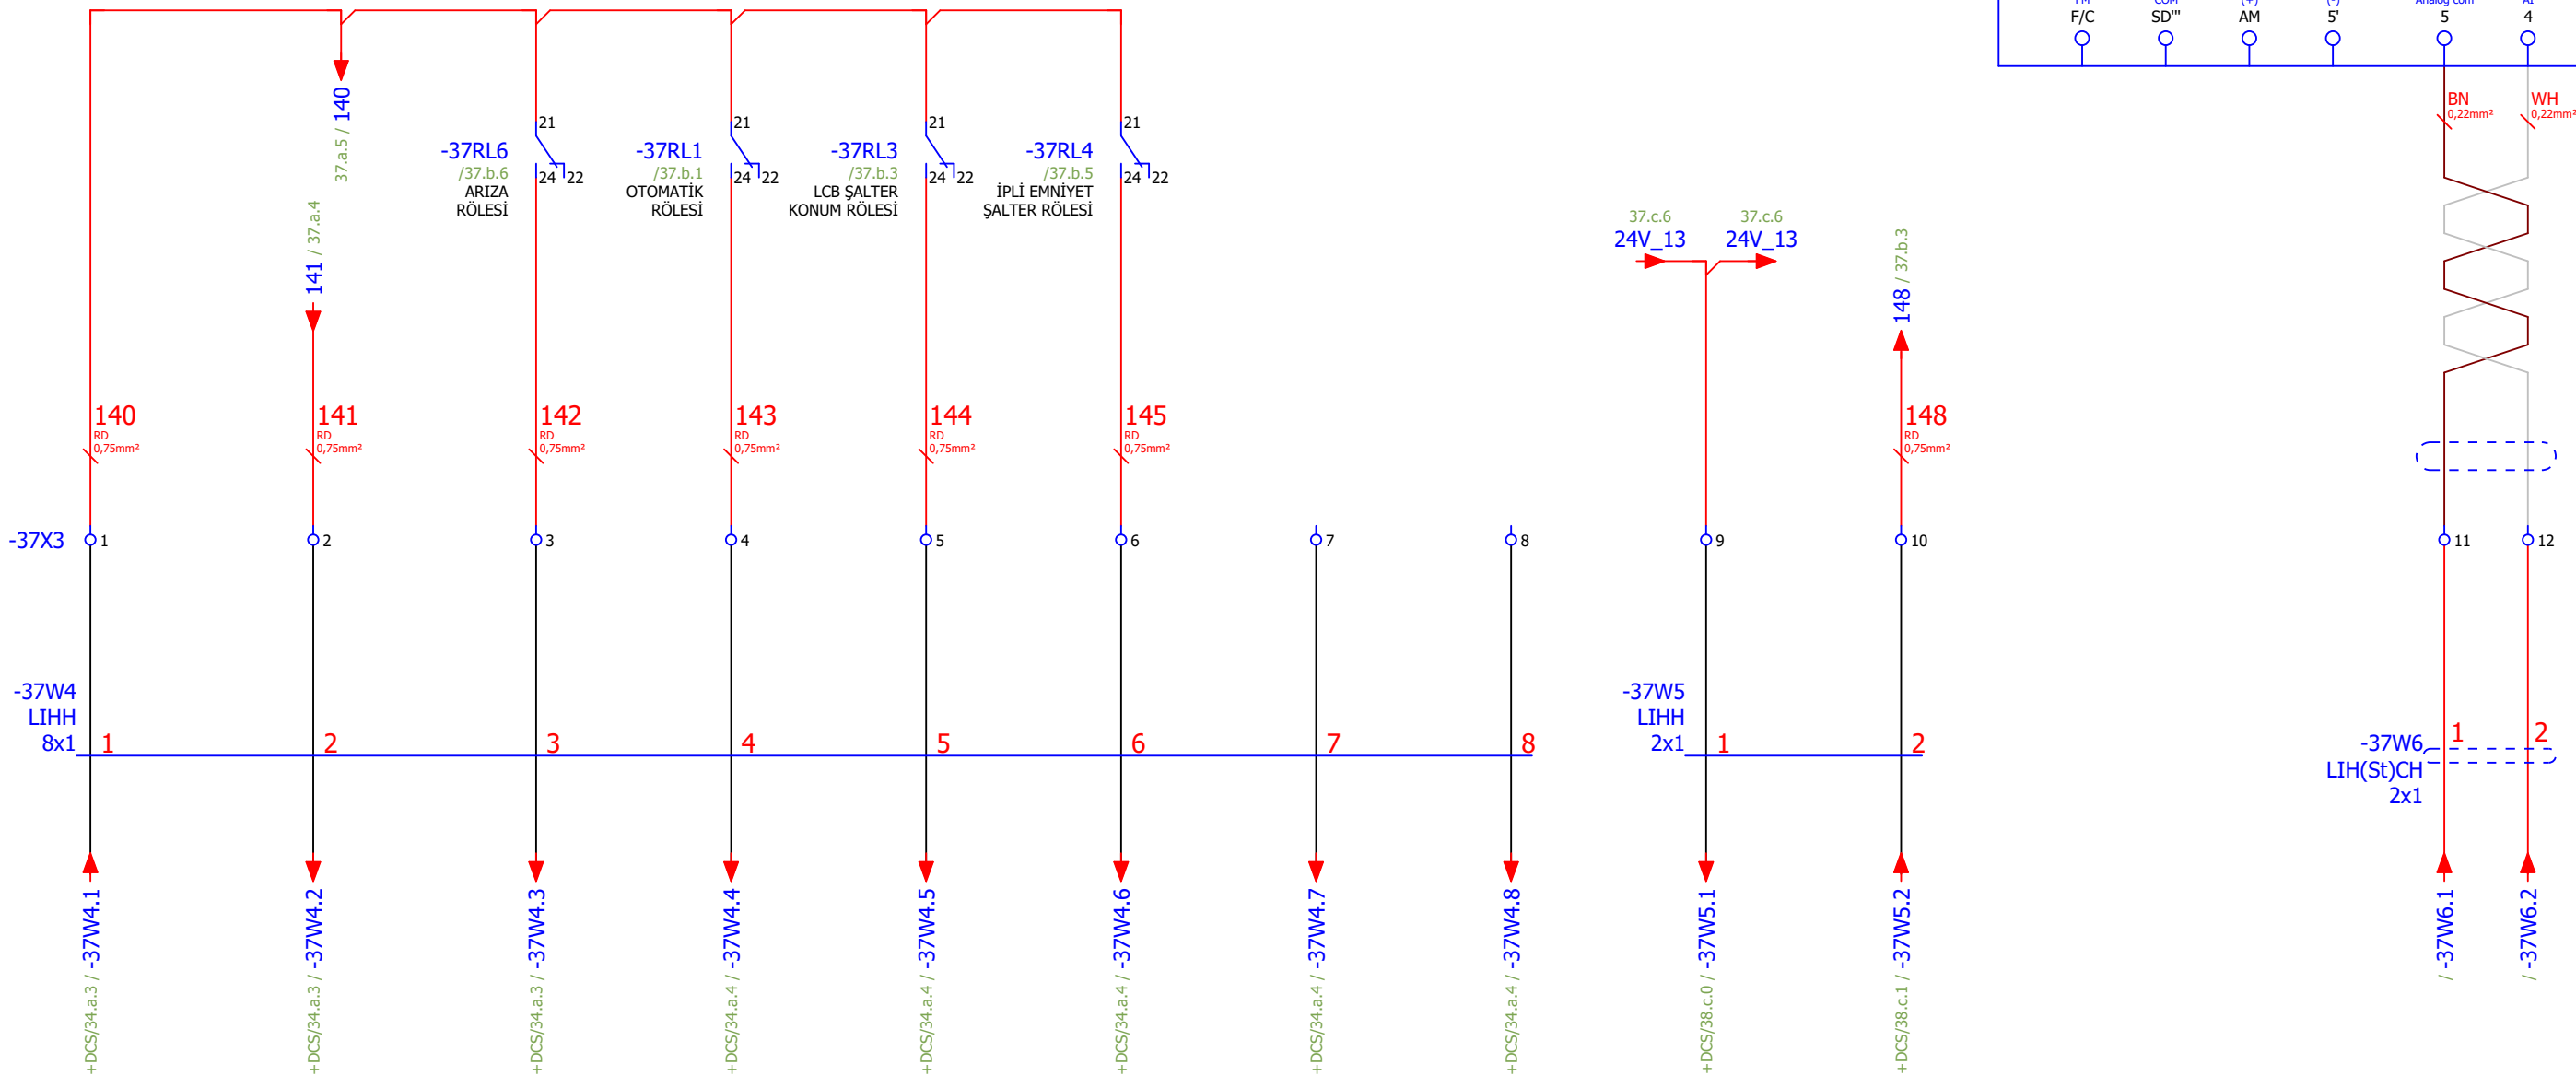 FM COM (+) (-) Analog com AI
F/C SD''' AM 5' 5 4
BN
0,22mm²
WH
0,22mm²
37.a.5 / 140
141 / 37.a.4
21
-37RL6
/37.b.6
24 22
ARIZA
RÖLESİ
21
-37RL1
/37.b.1
24 22
OTOMATİK
RÖLESİ
21
-37RL3
/37.b.3
24 22
LCB ŞALTER
KONUM RÖLESİ
21
-37RL4
/37.b.5
24 22
İPLİ EMNİYET
ŞALTER RÖLESİ
37.c.6 37.c.6
24V_13 24V_13
148 / 37.b.3
140
RD
0,75mm²
141
RD
0,75mm²
142
RD
0,75mm²
143
RD
0,75mm²
144
RD
0,75mm²
145
RD
0,75mm²
148
RD
0,75mm²
-37X3 1 2 3 4 5 6 7 8 9 10 11 12
-37W4
LIHH
8x1 1 2 3 4 5 6 7 8
-37W5
LIHH
2x1 1 2
-37W6 1 2
LIH(St)CH
2x1
+DCS/34.a.3 / -37W4.1
+DCS/34.a.3 / -37W4.2
+DCS/34.a.3 / -37W4.3
+DCS/34.a.4 / -37W4.4
+DCS/34.a.4 / -37W4.5
+DCS/34.a.4 / -37W4.6
+DCS/34.a.4 / -37W4.7
+DCS/34.a.4 / -37W4.8
+DCS/38.c.0 / -37W5.1
+DCS/38.c.1 / -37W5.2
/ -37W6.1
/ -37W6.2